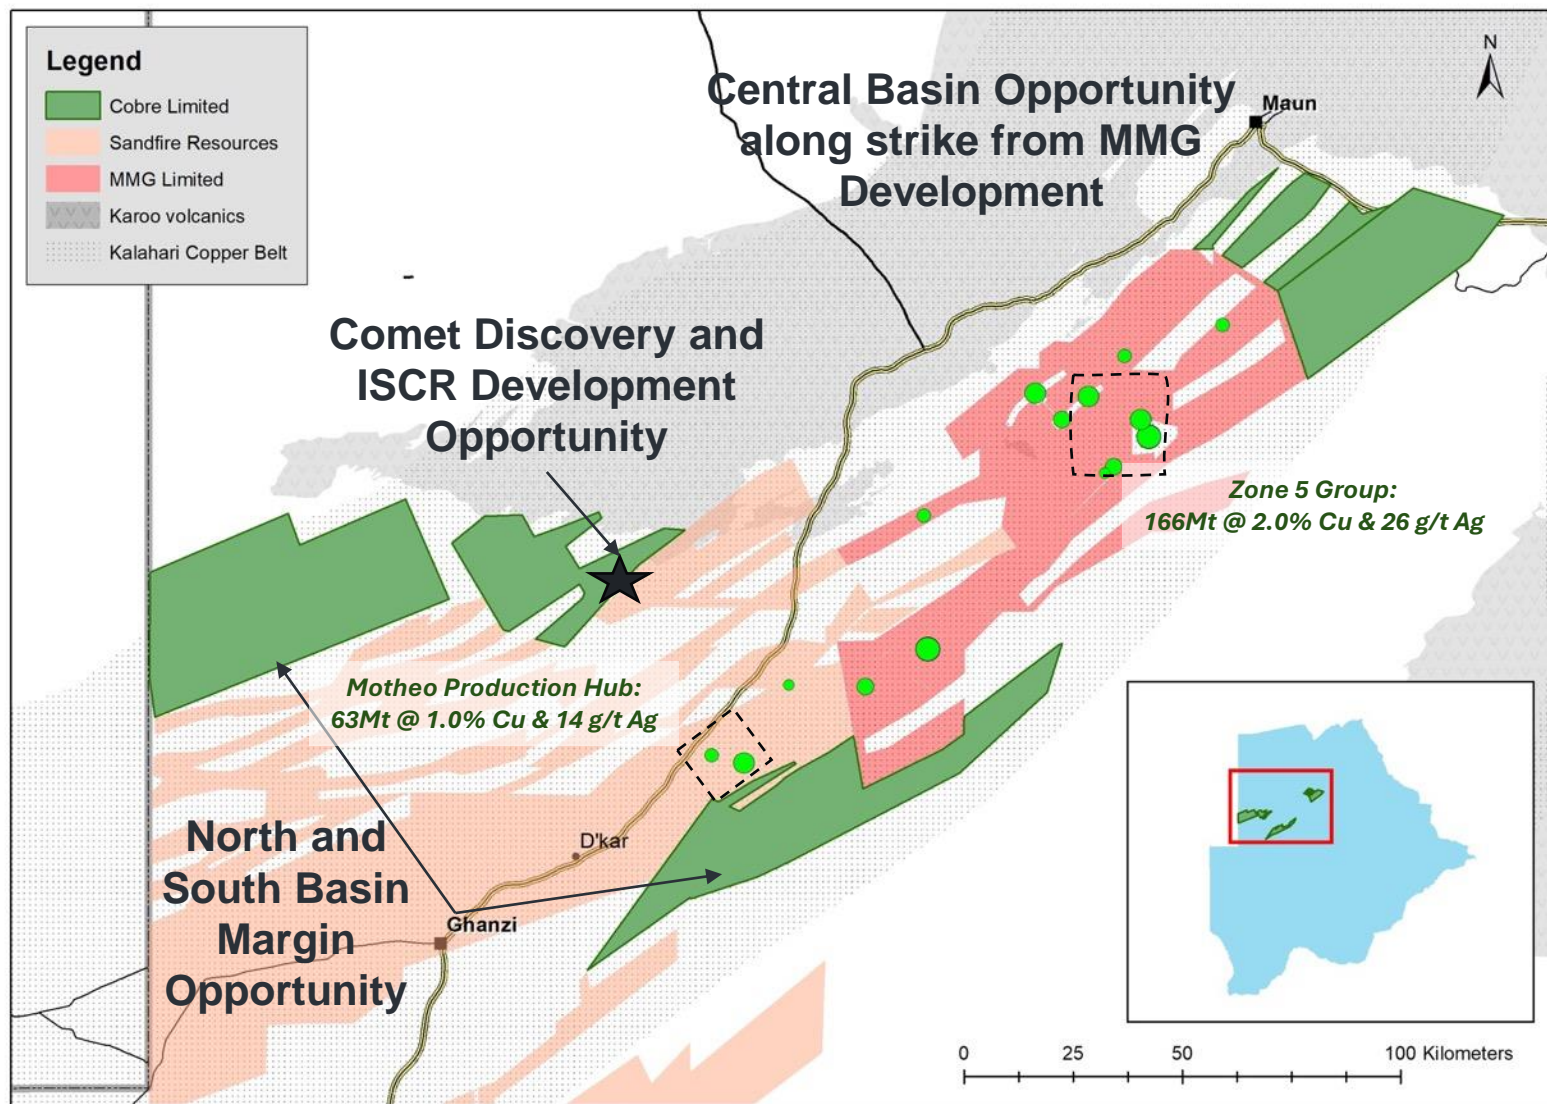 Legend
Cobre Limited
Sandfire Resources
MMG Limited
Karoo volcanics
Kalahari Copper Belt
Central Basin Opportunity
along strike from MMG
Development
N
Maun
Comet Discovery and
ISCR Development
Opportunity
Zone 5 Group:
166Mt @ 2.0% Cu & 26 g/t Ag
Motheo Production Hub:
63Mt @ 1.0% Cu & 14 g/t Ag
D'kar
North and
South Basin
Margin
Opportunity
Ghanzi
0 25 50 100 Kilometers